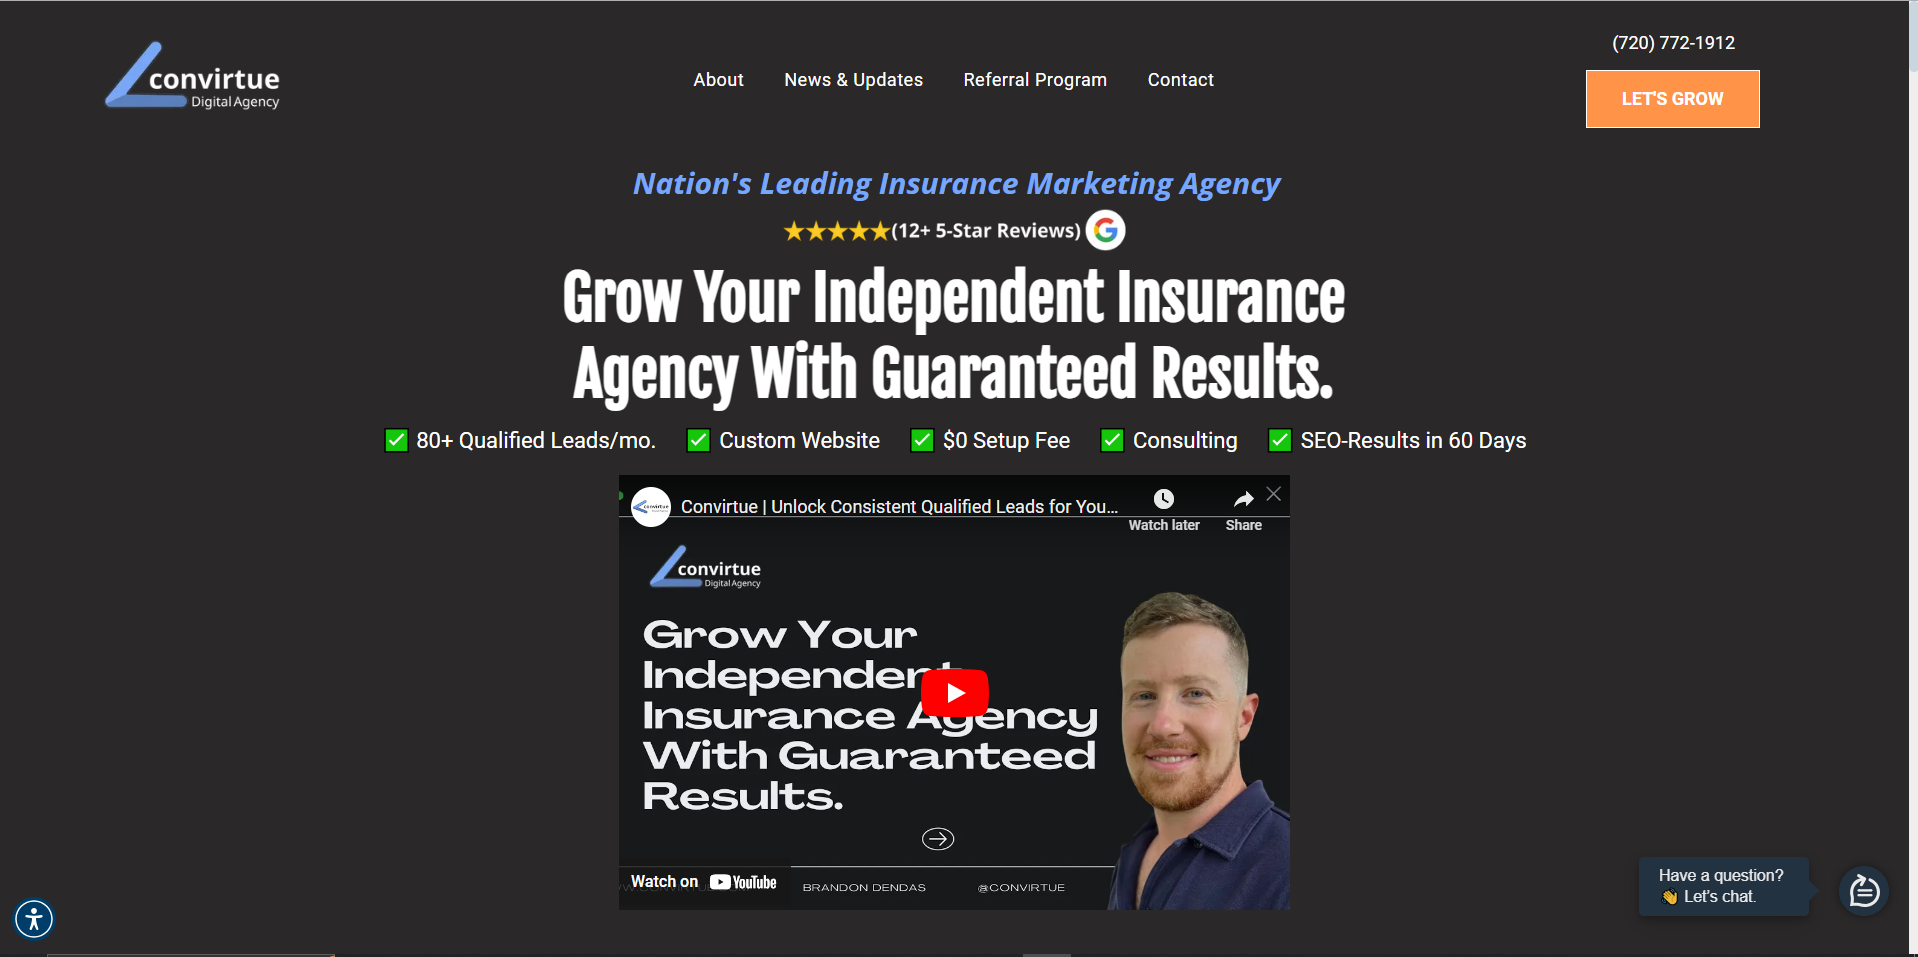 convirtue
Digital Agency
About
News & Updates
Referral Program
Contact
(720) 772-1912
LET'S GROW
Nation's Leading Insurance Marketing Agency
(12+ 5-Star Reviews)
Grow Your Independent Insurance
Agency With Guaranteed Results.
80+ Qualified Leads/mo.
Custom Website
$0 Setup Fee
Consulting
SEO-Results in 60 Days
Convirtue | Unlock Consistent Qualified Leads for You...
Watch later
Share
convirtue
Digital Agency
Grow Your
Independent
Insurance Agency
With Guaranteed
Results.
Watch on YouTube
BRANDON DENDAS
@CONVIRTUE
Have a question?
👋 Let's chat.